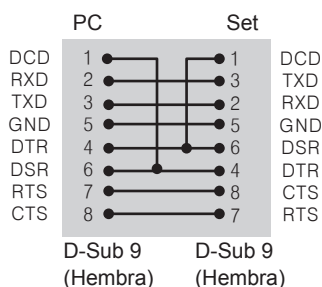 PC Set
DCD 1 1 DCD
RXD 2 3 TXD
TXD 3 2 RXD
GND 5 5 GND
DTR 4 6 DSR
DSR 6 4 DTR
RTS 7 8 CTS
CTS 8 7 RTS
D-Sub 9 D-Sub 9
(Hembra) (Hembra)